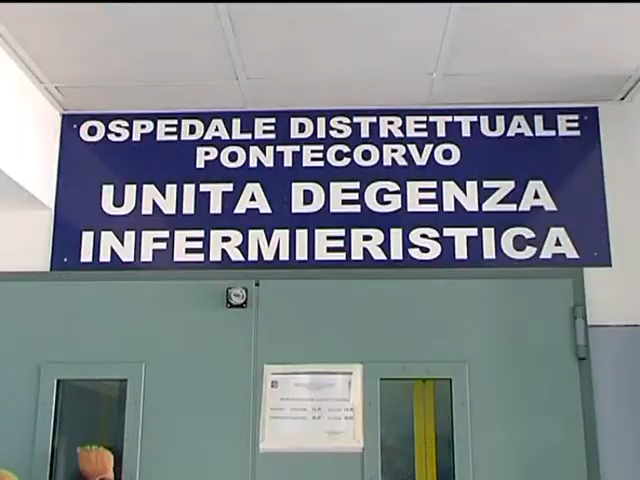 OSPEDALE DISTRETTUALE
PONTECORVO
UNITA DEGENZA
INFERMIERISTICA